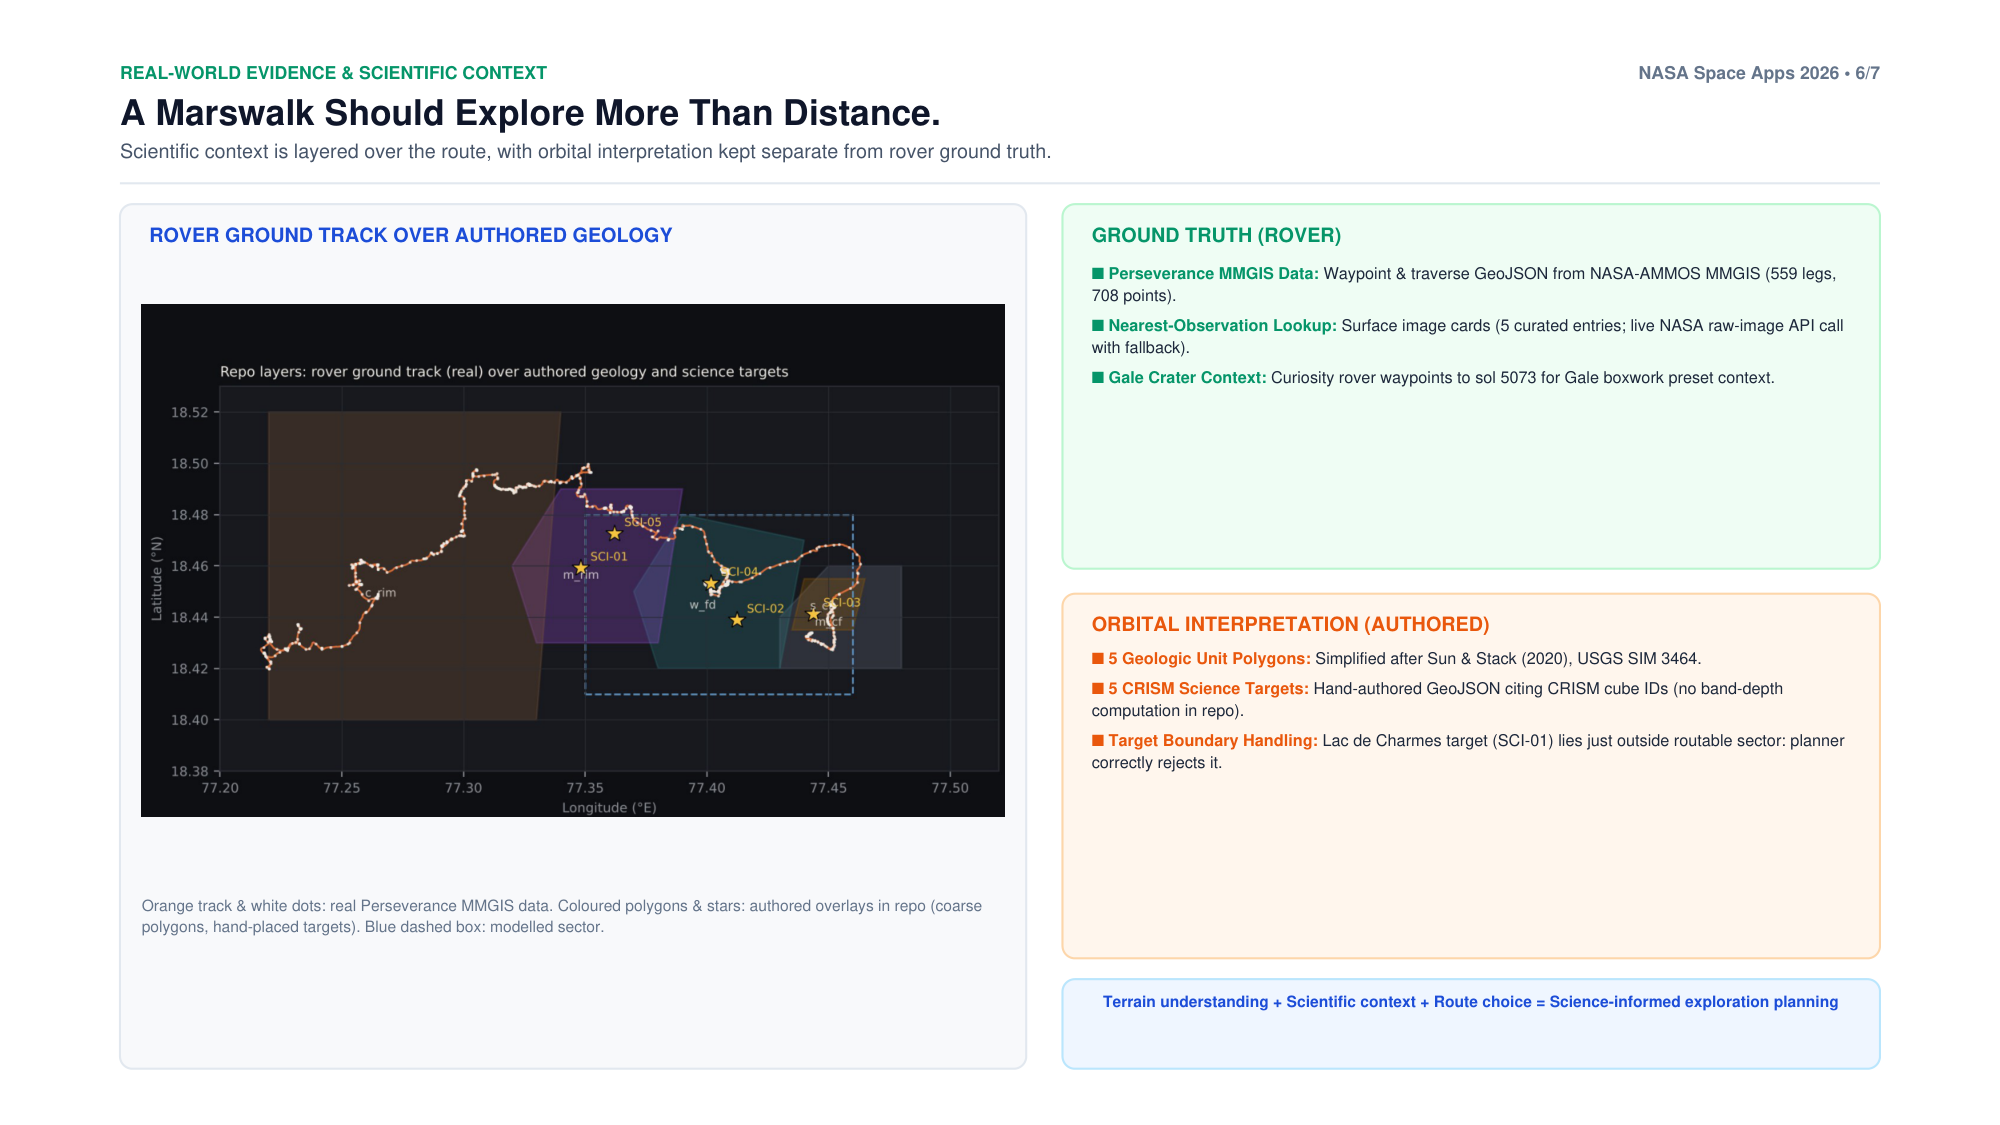 REAL-WORLD EVIDENCE & SCIENTIFIC CONTEXT
NASA Space Apps 2026 • 6/7
A Marswalk Should Explore More Than Distance.
Scientific context is layered over the route, with orbital interpretation kept separate from rover ground truth.
ROVER GROUND TRACK OVER AUTHORED GEOLOGY
Repo layers: rover ground track (real) over authored geology and science targets
Latitude (°N)
18.52
18.50
18.48
18.46
18.44
18.42
18.40
18.38
c_rim
SCI-05
SCI-01
m_rim
SCI-04
w_fd
SCI-02
SCI-03
77.20
77.25
77.30
77.35
77.40
77.45
77.50
Longitude (°E)
Orange track & white dots: real Perseverance MMGIS data. Coloured polygons & stars: authored overlays in repo (coarse
polygons, hand-placed targets). Blue dashed box: modelled sector.
GROUND TRUTH (ROVER)
■ Perseverance MMGIS Data: Waypoint & traverse GeoJSON from NASA-AMMOS MMGIS (559 legs,
708 points).
■ Nearest-Observation Lookup: Surface image cards (5 curated entries; live NASA raw-image API call
with fallback).
■ Gale Crater Context: Curiosity rover waypoints to sol 5073 for Gale boxwork preset context.
ORBITAL INTERPRETATION (AUTHORED)
■ 5 Geologic Unit Polygons: Simplified after Sun & Stack (2020), USGS SIM 3464.
■ 5 CRISM Science Targets: Hand-authored GeoJSON citing CRISM cube IDs (no band-depth
computation in repo).
■ Target Boundary Handling: Lac de Charmes target (SCI-01) lies just outside routable sector: planner
correctly rejects it.
Terrain understanding + Scientific context + Route choice = Science-informed exploration planning